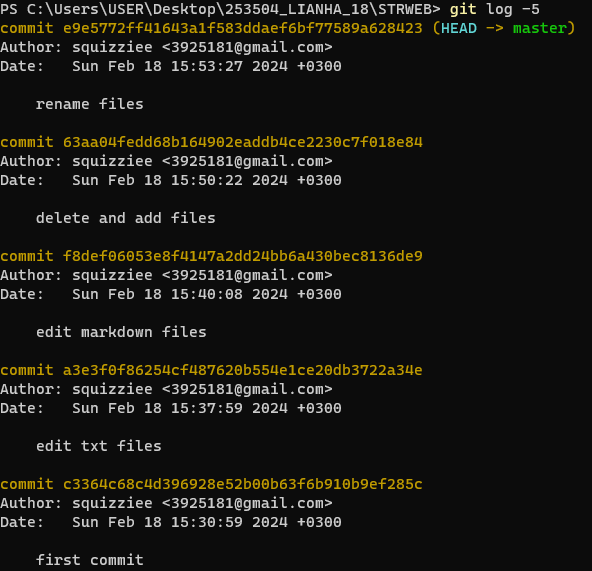 PS C:\Users\USER\Desktop\253504_LIANHA_18\STRWEB> git log -5
commit e9e5772ff41643a1f583ddaef6bf77589a628423 (HEAD -> master)
Author: squizziee <3925181@gmail.com>
Date:   Sun Feb 18 15:53:27 2024 +0300
    rename files
commit 63aa04fedd68b164902eaddb4ce2230c7f018e84
Author: squizziee <3925181@gmail.com>
Date:   Sun Feb 18 15:50:22 2024 +0300
    delete and add files
commit f8def06053e8f4147a2dd24bb6a430bec8136de9
Author: squizziee <3925181@gmail.com>
Date:   Sun Feb 18 15:40:08 2024 +0300
    edit markdown files
commit a3e3f0f86254cf487620b554e1ce20db3722a34e
Author: squizziee <3925181@gmail.com>
Date:   Sun Feb 18 15:37:59 2024 +0300
    edit txt files
commit c3364c68c4d396928e52b00b63f6b910b9ef285c
Author: squizziee <3925181@gmail.com>
Date:   Sun Feb 18 15:30:59 2024 +0300
    first commit